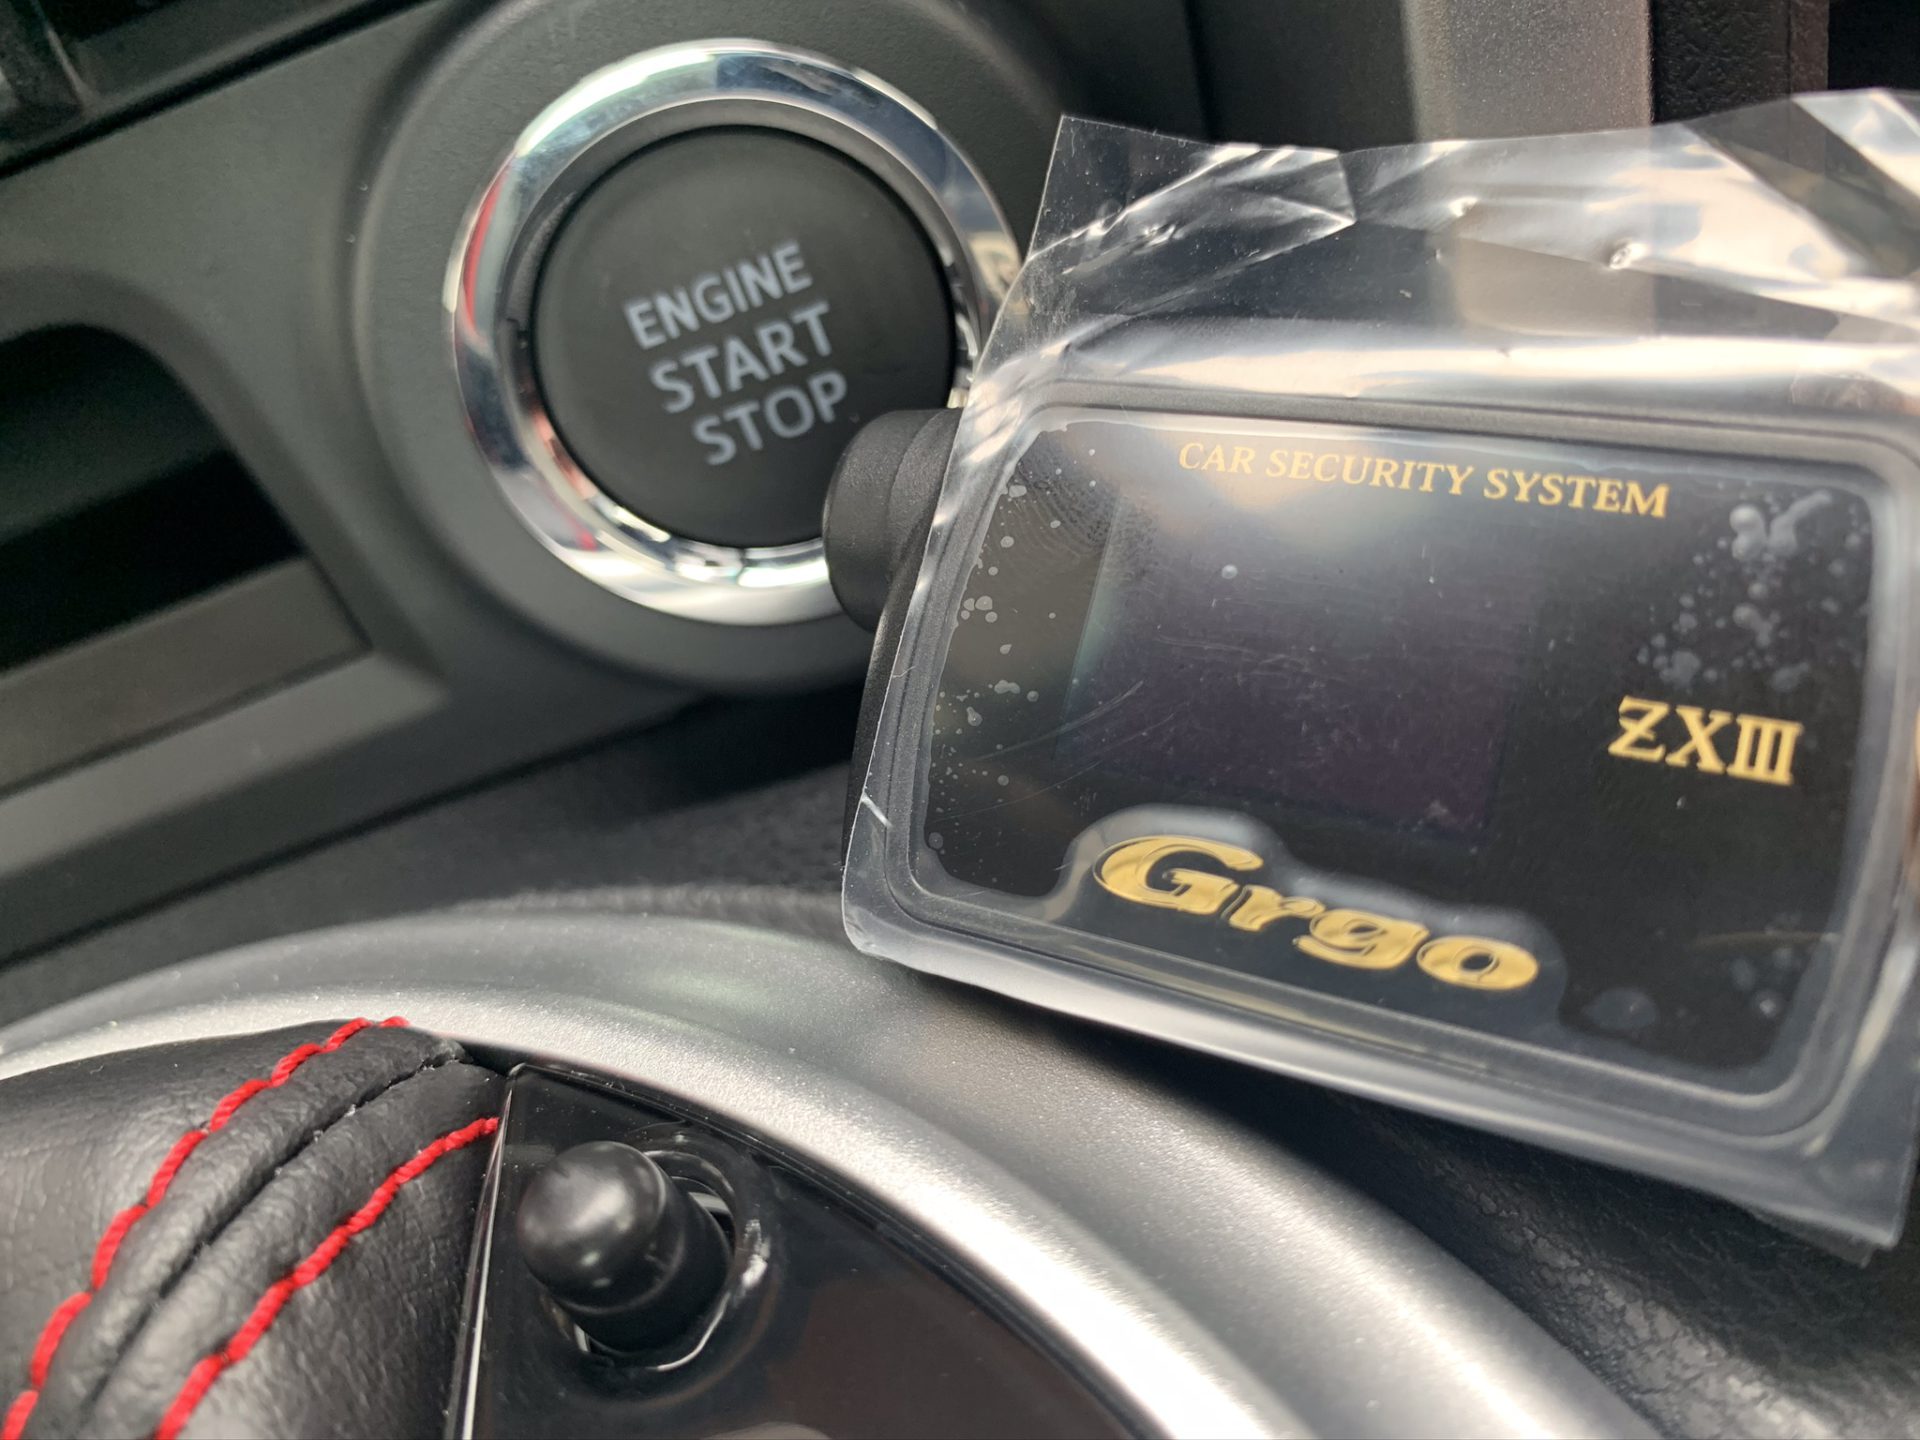 ENGINE
START
STOP
CAR SECURITY SYSTEM
ZXIII
Grgo